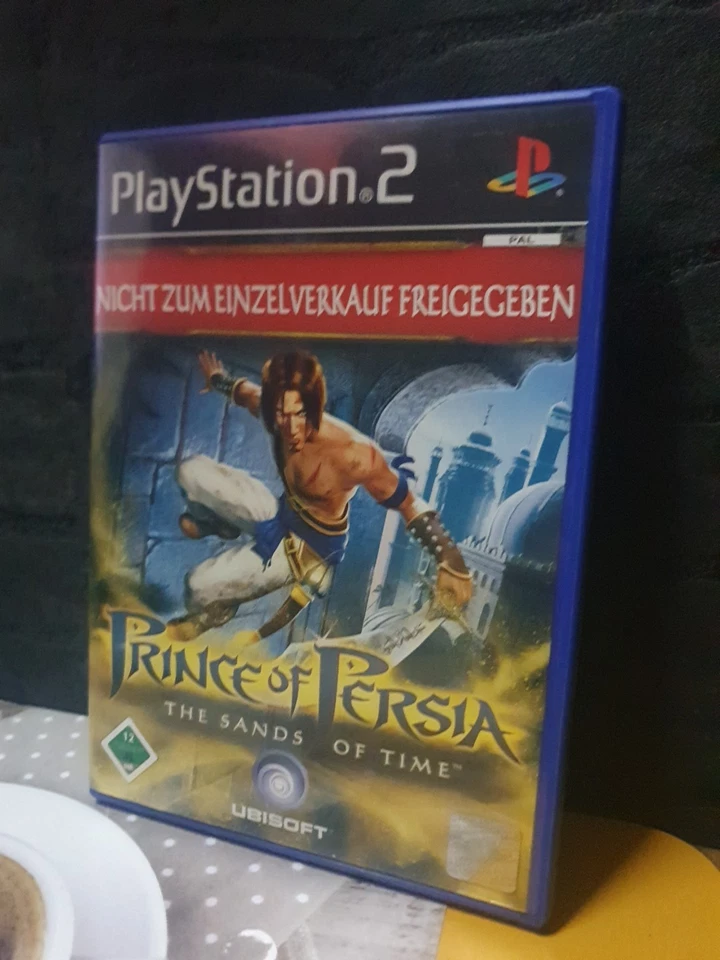 PlayStation®2
PAL
NICHT ZUM EINZELVERKAUF FREIGEGEBEN
PRINCE OF PERSIA
THE SANDS OF TIME™
12
UBISOFT